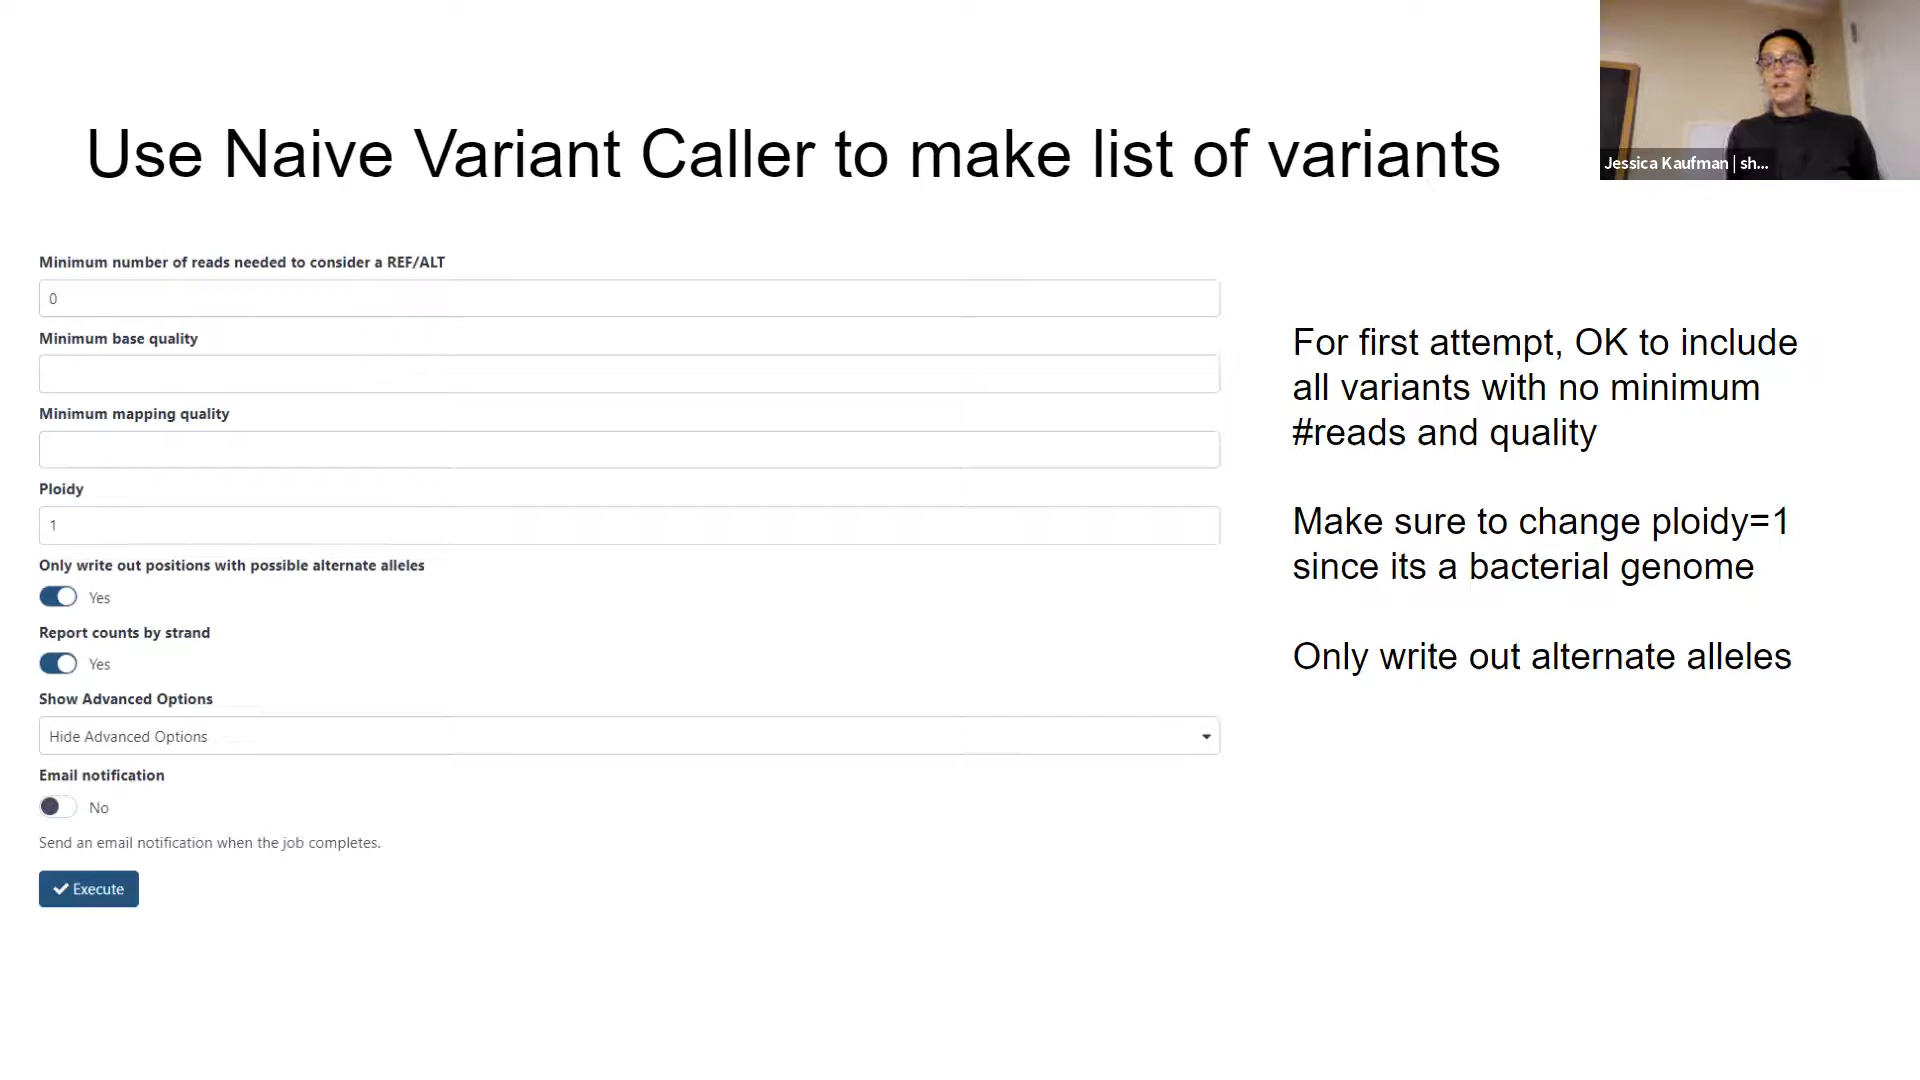 Use Naive Variant Caller to make list of variants
Jessica Kaufman | sh...
Minimum number of reads needed to consider a REF/ALT
0
Minimum base quality
Minimum mapping quality
Ploidy
1
Only write out positions with possible alternate alleles
Yes
Report counts by strand
Yes
Show Advanced Options
Hide Advanced Options
Email notification
No
Send an email notification when the job completes.
Execute
For first attempt, OK to include
all variants with no minimum
#reads and quality
Make sure to change ploidy=1
since its a bacterial genome
Only write out alternate alleles